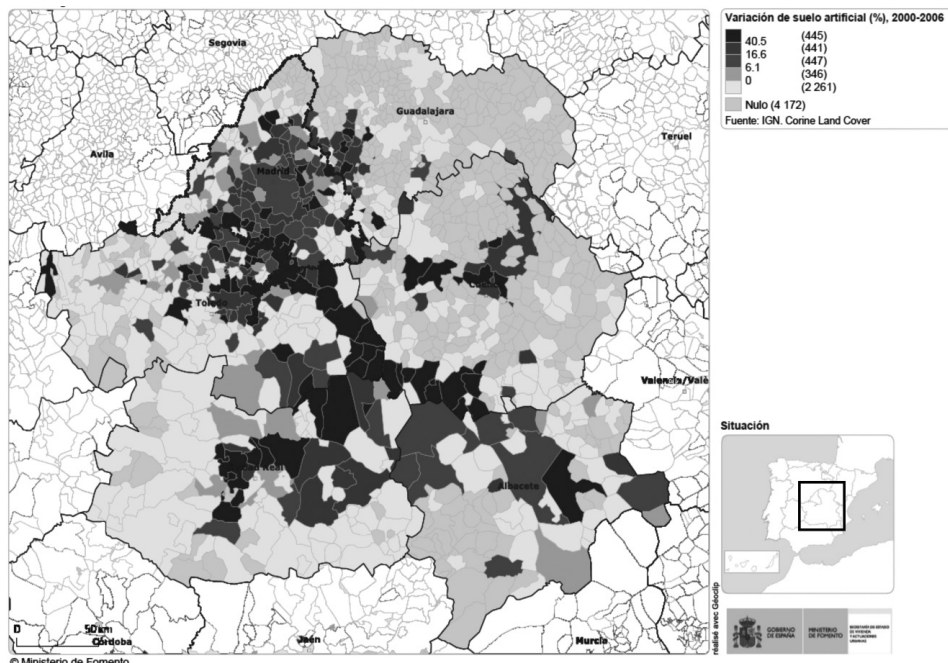 Variación de suelo artificial (%), 2000-2006
40.5 (445)
16.6 (441)
6.1 (447)
0 (346)
(2 261)
Nulo (4 172)
Fuente: IGN. Corine Land Cover
Segovia
Guadalajara
Teruel
Avila
Madrid
Toledo
Valencia/Valè
Situación
Albacete
0 50 km
Córdoba
Jaén
Murcia
réalisé avec Géoclip
GOBIERNO
DE ESPAÑA
MINISTERIO
DE FOMENTO
© Ministerio de Fomento